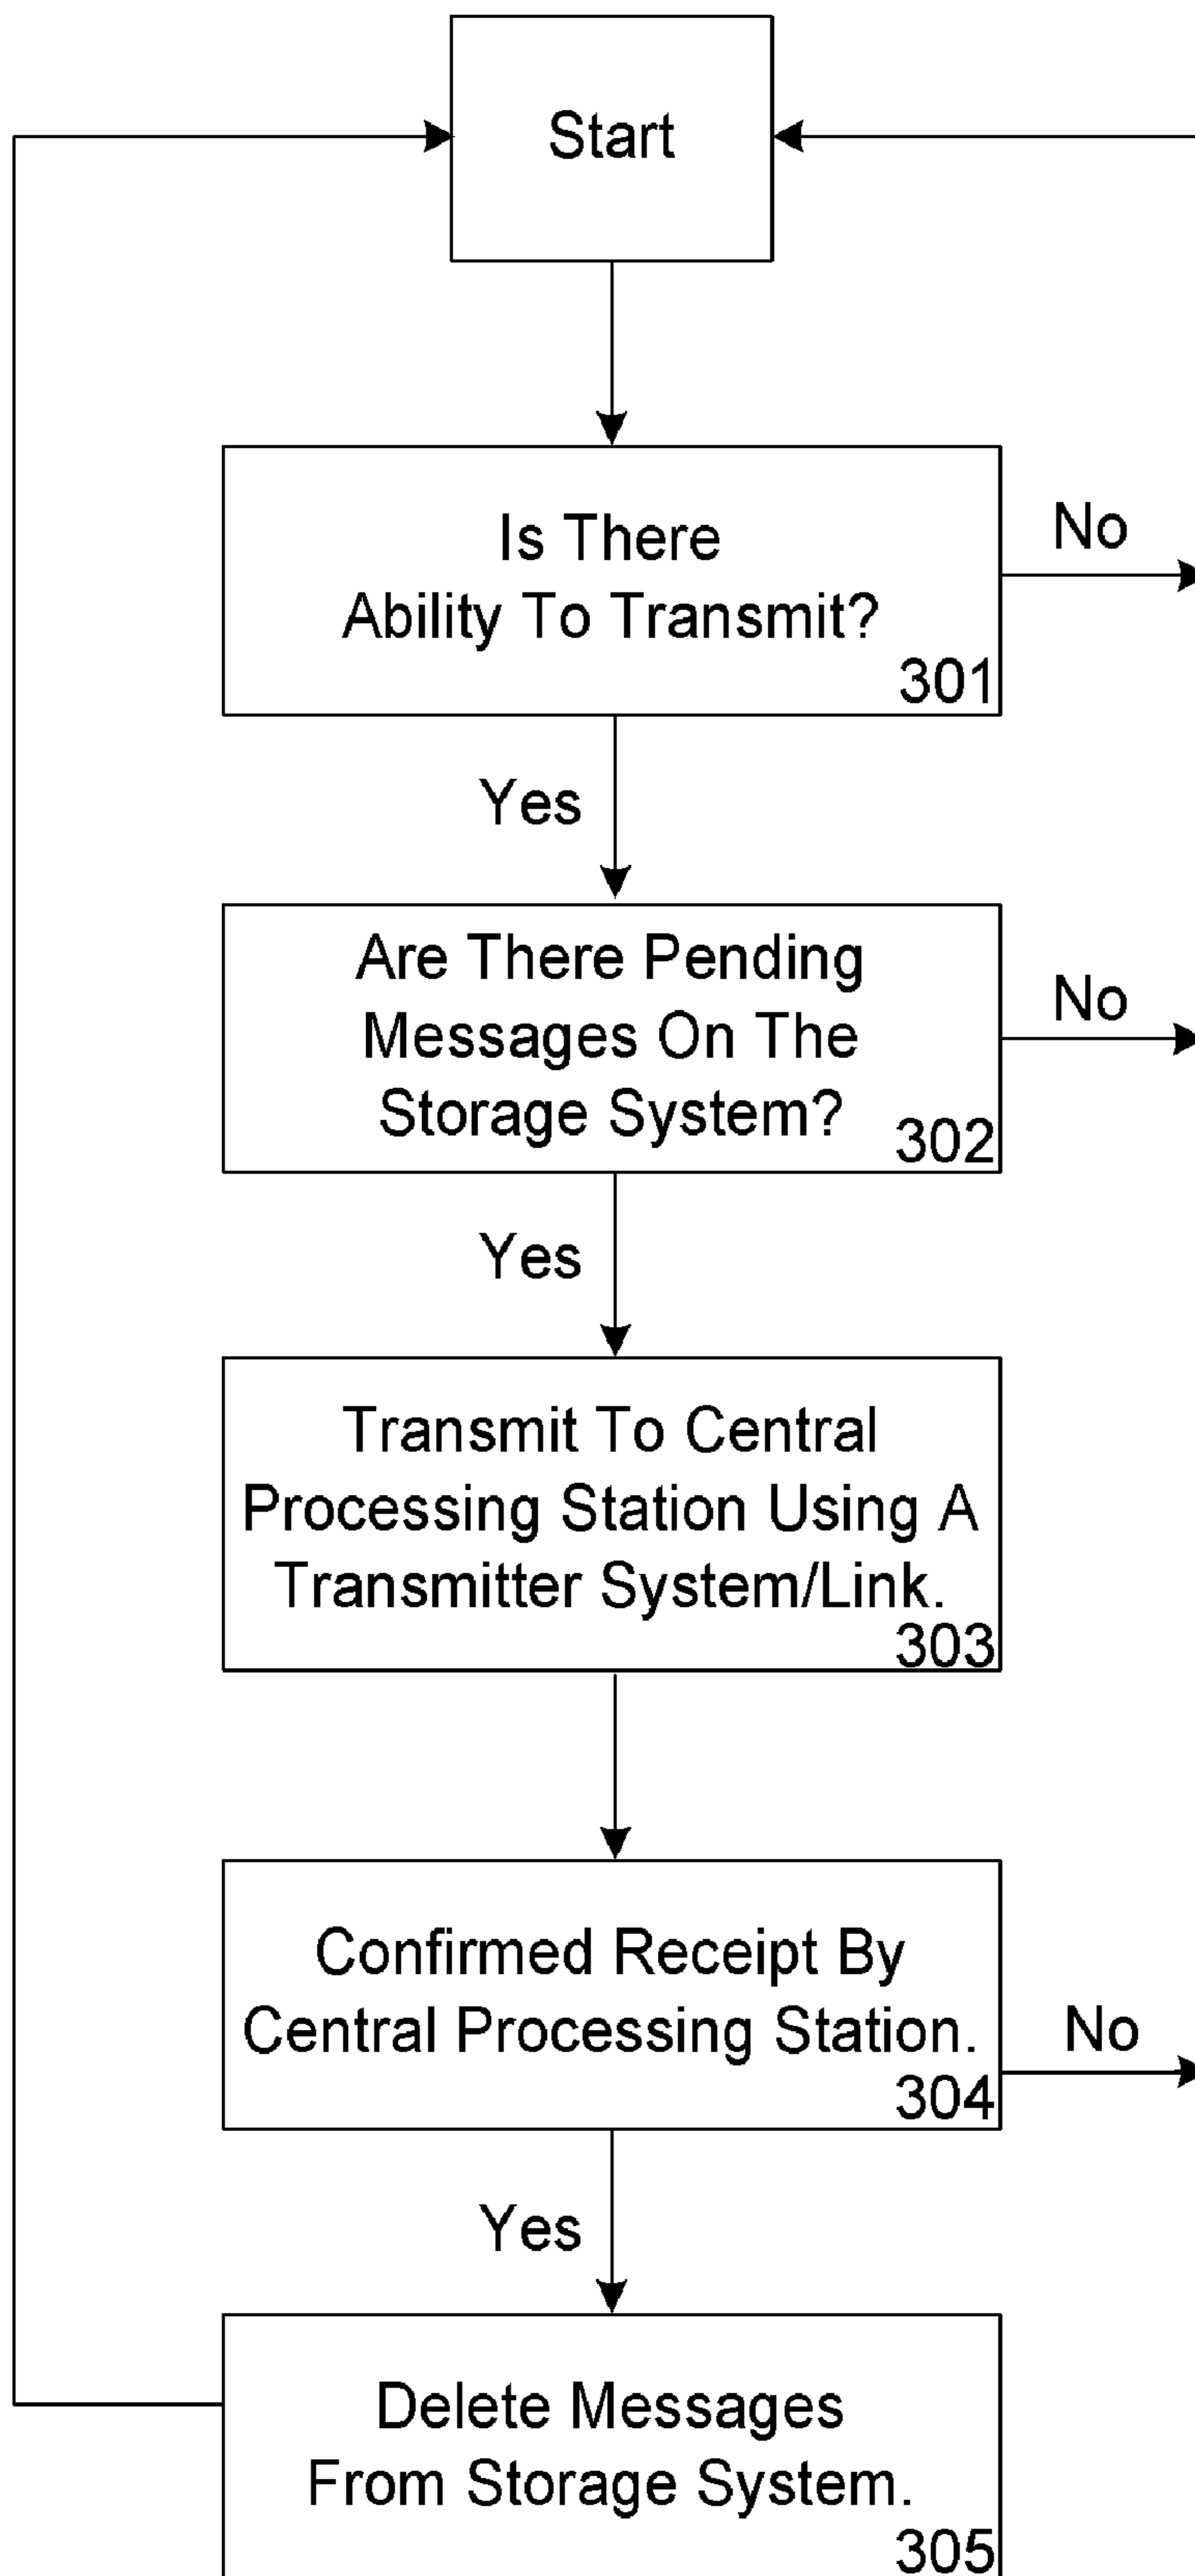 Start
Is There
Ability To Transmit?
301
No
Yes
Are There Pending
Messages On The
Storage System?
302
No
Yes
Transmit To Central
Processing Station Using A
Transmitter System/Link.
303
Confirmed Receipt By
Central Processing Station.
304
No
Yes
Delete Messages
From Storage System.
305